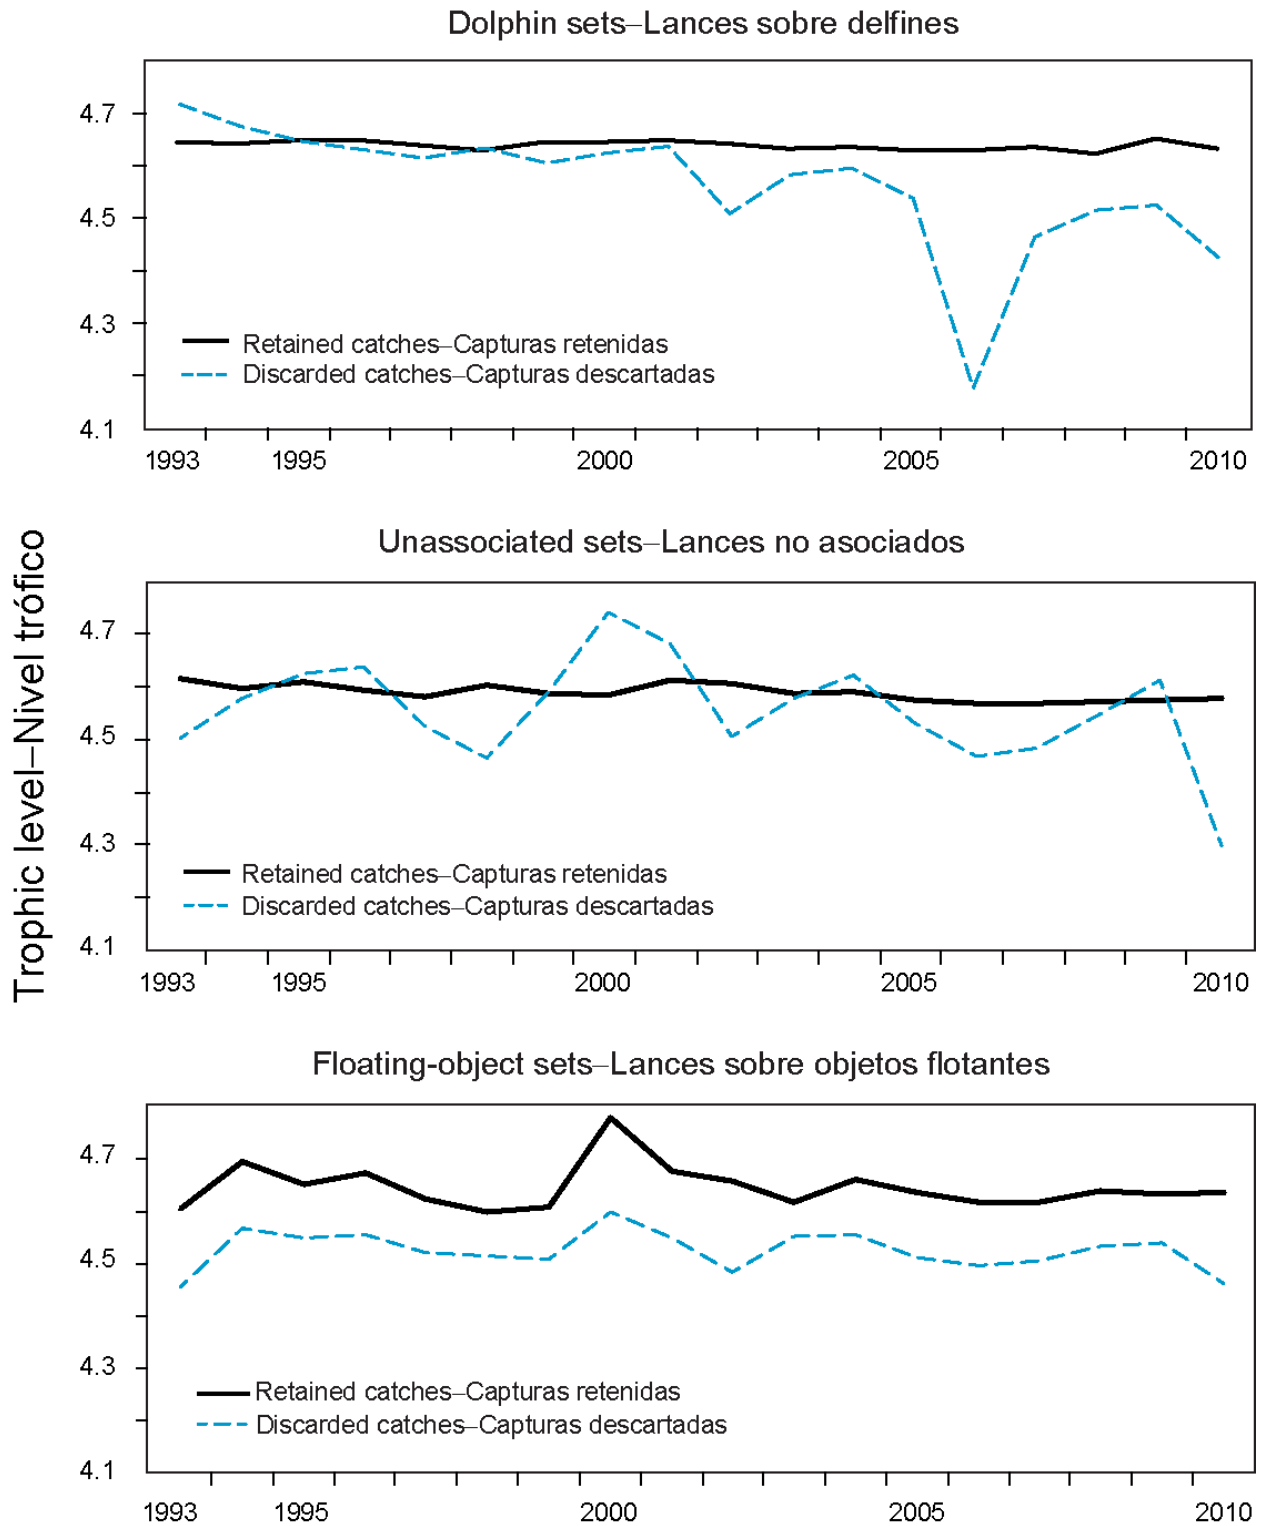 Trophic level–Nivel trófico
Dolphin sets–Lances sobre delfines
4.7
4.5
4.3
4.1
Retained catches–Capturas retenidas
Discarded catches–Capturas descartadas
1993 1995 2000 2005 2010
Unassociated sets–Lances no asociados
4.7
4.5
4.3
4.1
Retained catches–Capturas retenidas
Discarded catches–Capturas descartadas
1993 1995 2000 2005 2010
Floating-object sets–Lances sobre objetos flotantes
4.7
4.5
4.3
4.1
Retained catches–Capturas retenidas
Discarded catches–Capturas descartadas
1993 1995 2000 2005 2010